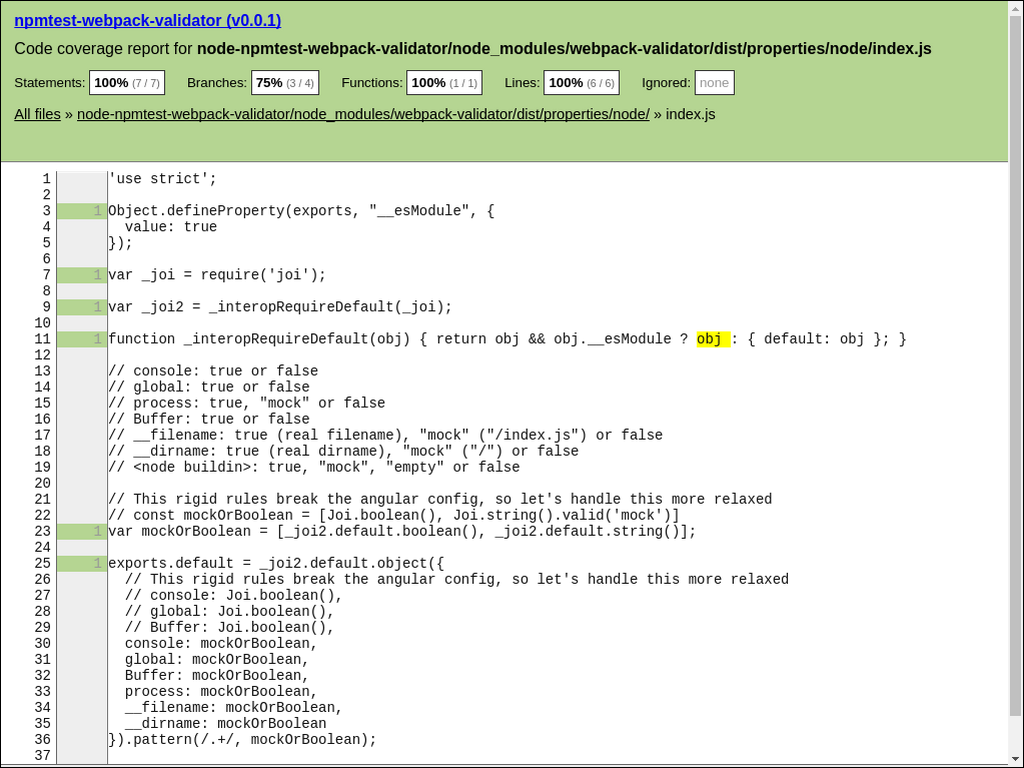 npmtest-webpack-validator (v0.0.1)
Code coverage report for node-npmtest-webpack-validator/node_modules/webpack-validator/dist/properties/node/index.js
Statements: 100% (7 / 7) Branches: 75% (3 / 4) Functions: 100% (1 / 1) Lines: 100% (6 / 6) Ignored: none
All files » node-npmtest-webpack-validator/node_modules/webpack-validator/dist/properties/node/ » index.js
1 'use strict';
2
3 1 Object.defineProperty(exports, "__esModule", {
4   value: true
5 });
6
7 1 var _joi = require('joi');
8
9 1 var _joi2 = _interopRequireDefault(_joi);
10
11 1 function _interopRequireDefault(obj) { return obj && obj.__esModule ? obj : { default: obj }; }
12
13 // console: true or false
14 // global: true or false
15 // process: true, "mock" or false
16 // Buffer: true or false
17 // __filename: true (real filename), "mock" ("/index.js") or false
18 // __dirname: true (real dirname), "mock" ("/") or false
19 // <node buildin>: true, "mock", "empty" or false
20
21 // This rigid rules break the angular config, so let's handle this more relaxed
22 // const mockOrBoolean = [Joi.boolean(), Joi.string().valid('mock')]
23 1 var mockOrBoolean = [_joi2.default.boolean(), _joi2.default.string()];
24
25 1 exports.default = _joi2.default.object({
26   // This rigid rules break the angular config, so let's handle this more relaxed
27   // console: Joi.boolean(),
28   // global: Joi.boolean(),
29   // Buffer: Joi.boolean(),
30   console: mockOrBoolean,
31   global: mockOrBoolean,
32   Buffer: mockOrBoolean,
33   process: mockOrBoolean,
34   __filename: mockOrBoolean,
35   __dirname: mockOrBoolean
36 }).pattern(/.+/, mockOrBoolean);
37